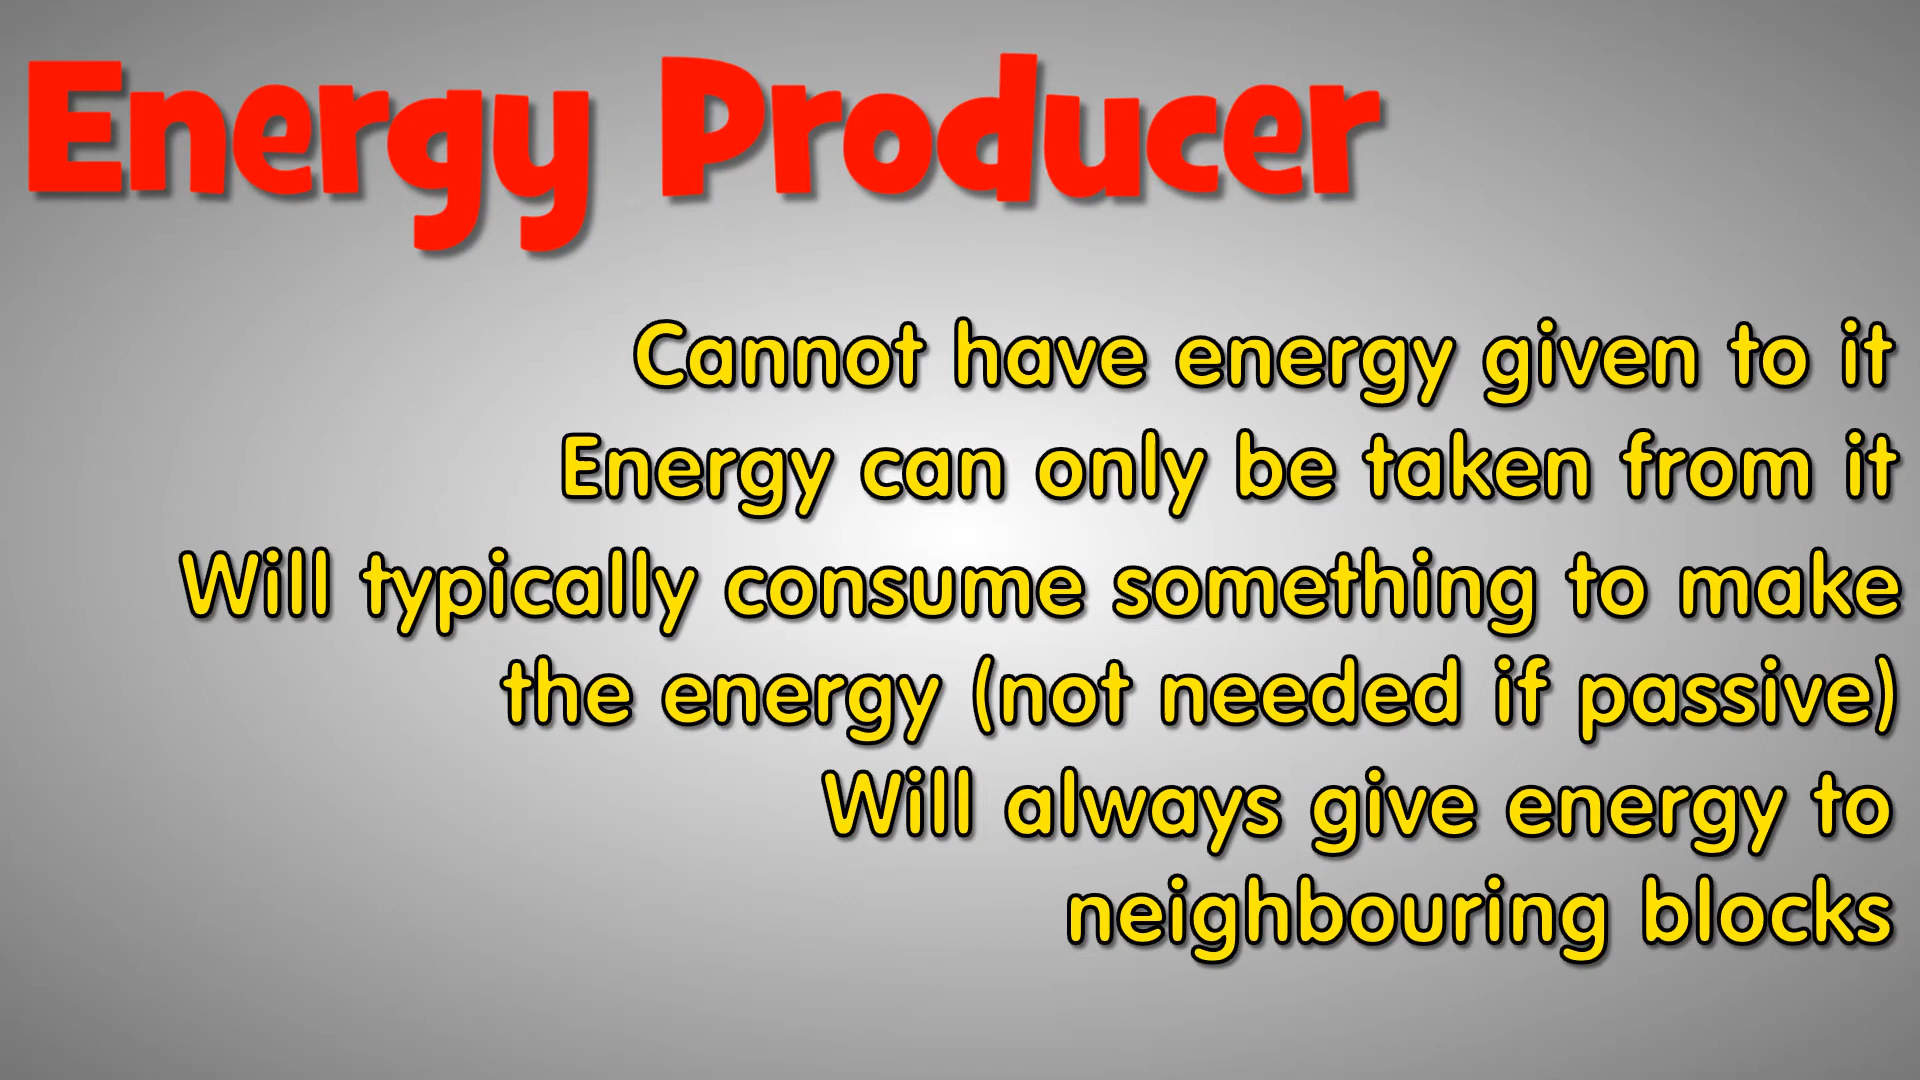 Energy Producer
Cannot have energy given to it
Energy can only be taken from it
Will typically consume something to make
the energy (not needed if passive)
Will always give energy to
neighbouring blocks